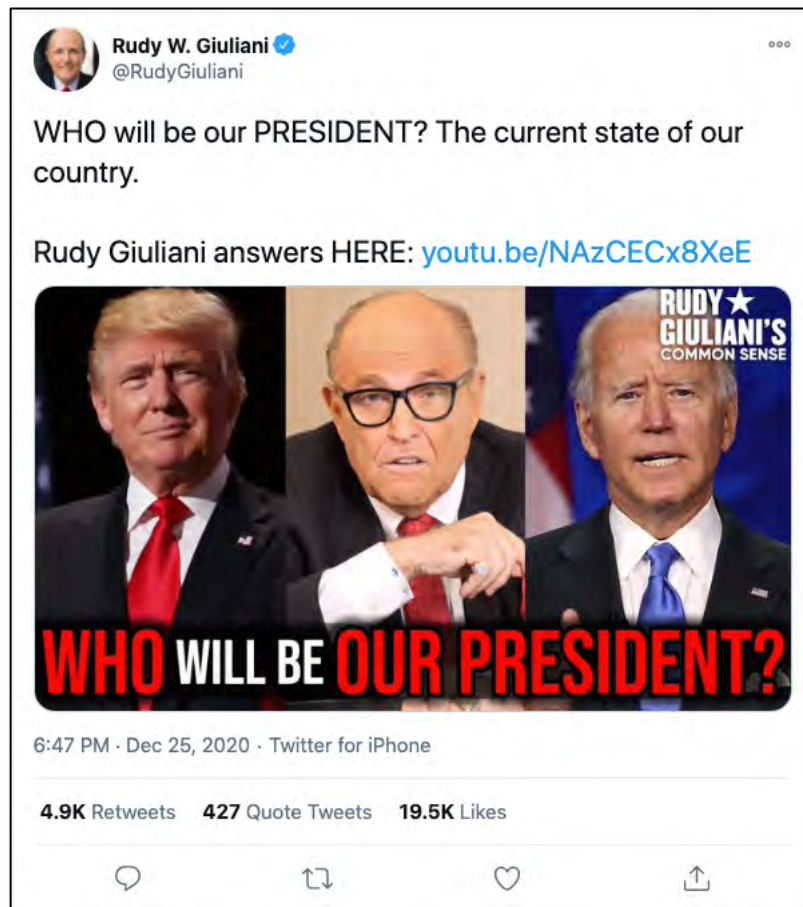 Rudy W. Giuliani
@RudyGiuliani
WHO will be our PRESIDENT? The current state of our
country.
Rudy Giuliani answers HERE: youtu.be/NAzCECx8XeE
RUDY★
GIULIANI'S
COMMON SENSE
WHO WILL BE OUR PRESIDENT?
6:47 PM · Dec 25, 2020 · Twitter for iPhone
4.9K Retweets 427 Quote Tweets 19.5K Likes